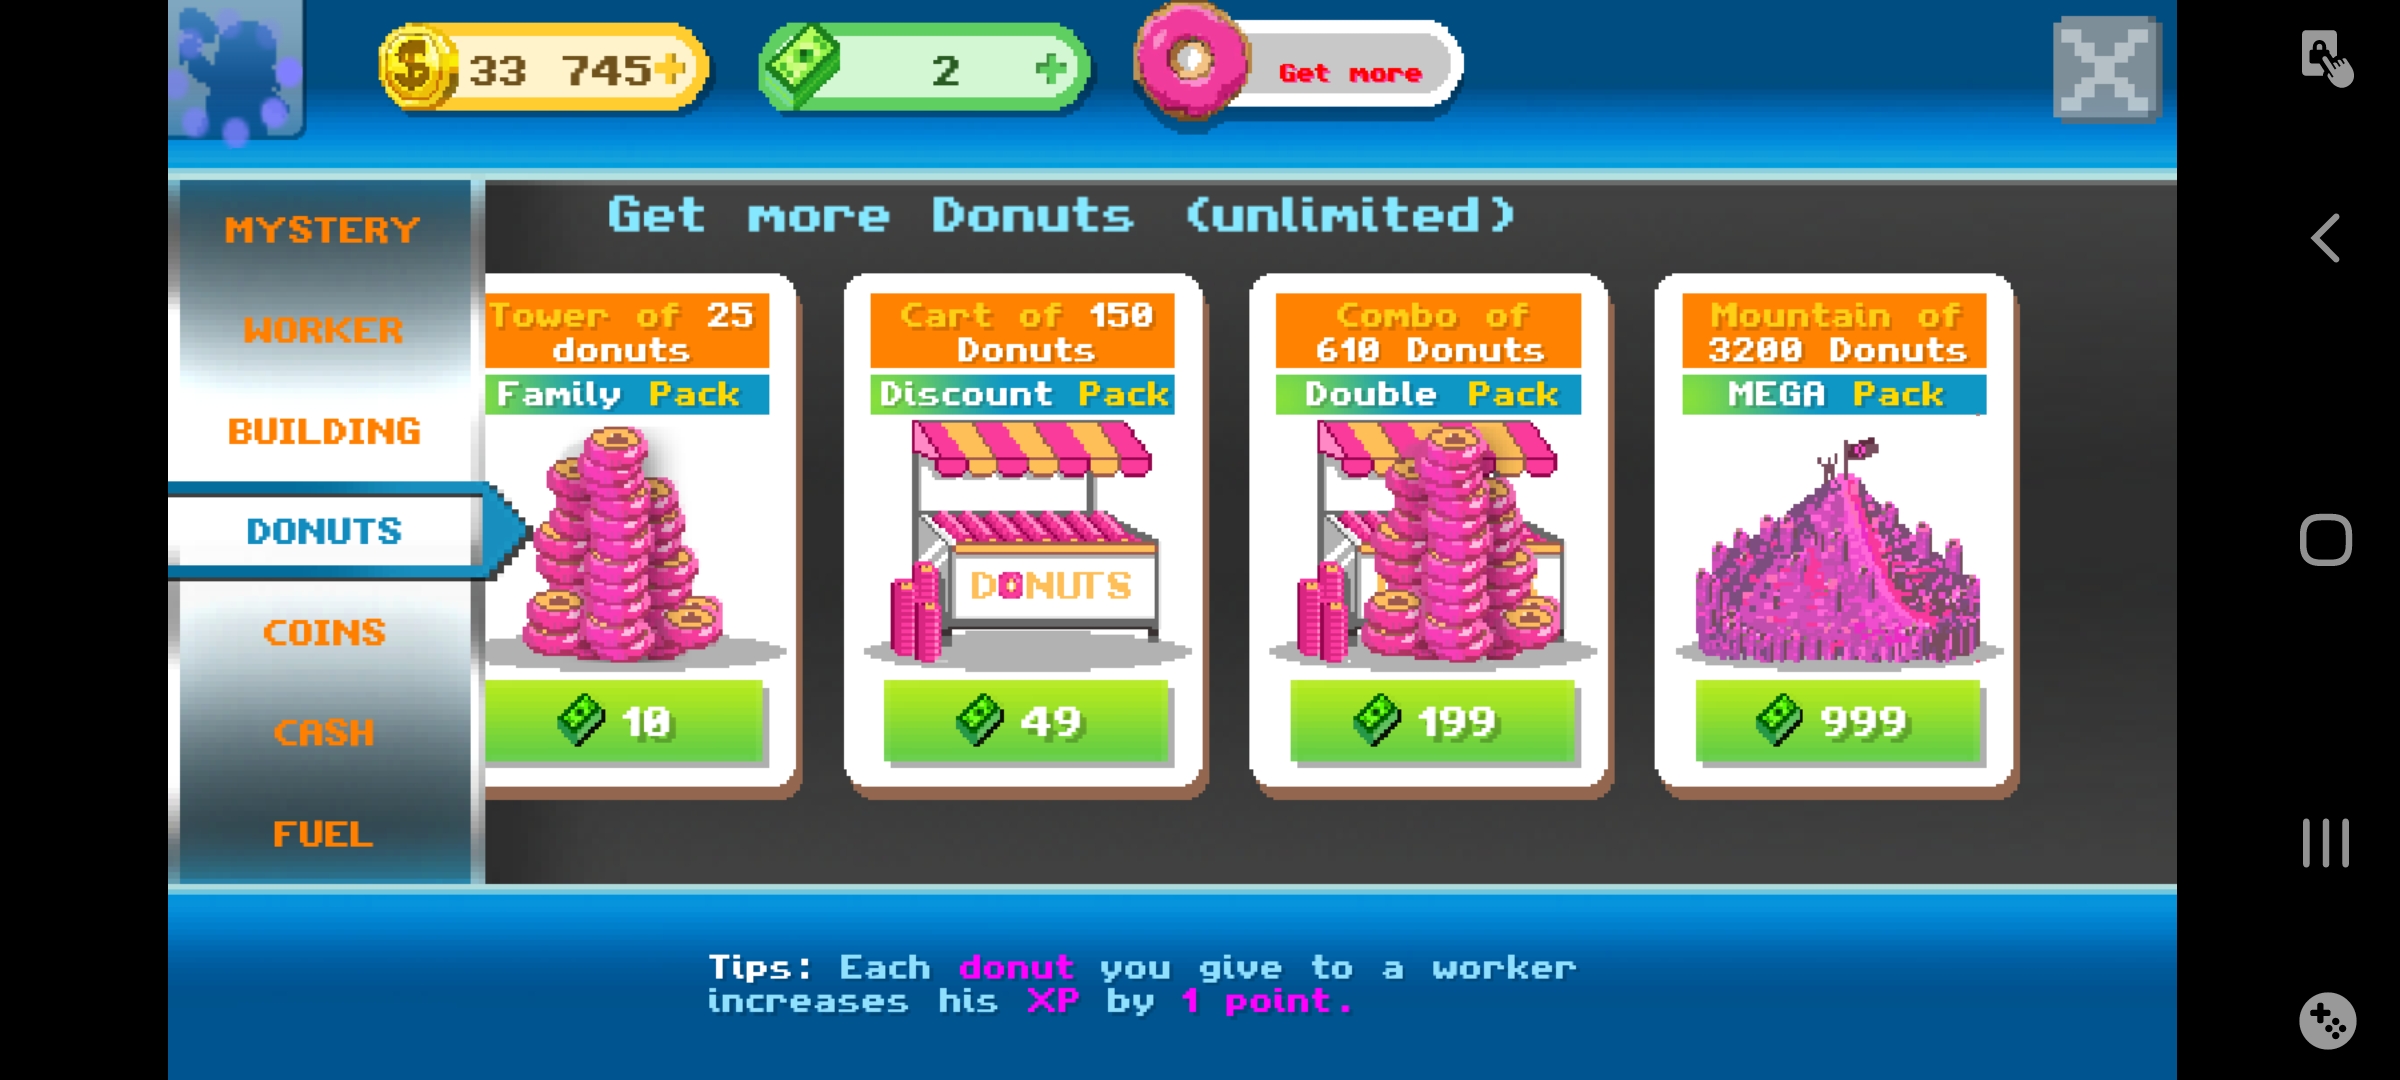 33 745
2
Get more
MYSTERY
WORKER
BUILDING
DONUTS
COINS
CASH
FUEL
Get more Donuts (unlimited)
Tower of 25
donuts
Family Pack
10
Cart of 150
Donuts
Discount Pack
DONUTS
49
Combo of
610 Donuts
Double Pack
199
Mountain of
3200 Donuts
MEGA Pack
999
Tips: Each donut you give to a worker
increases his XP by 1 point.